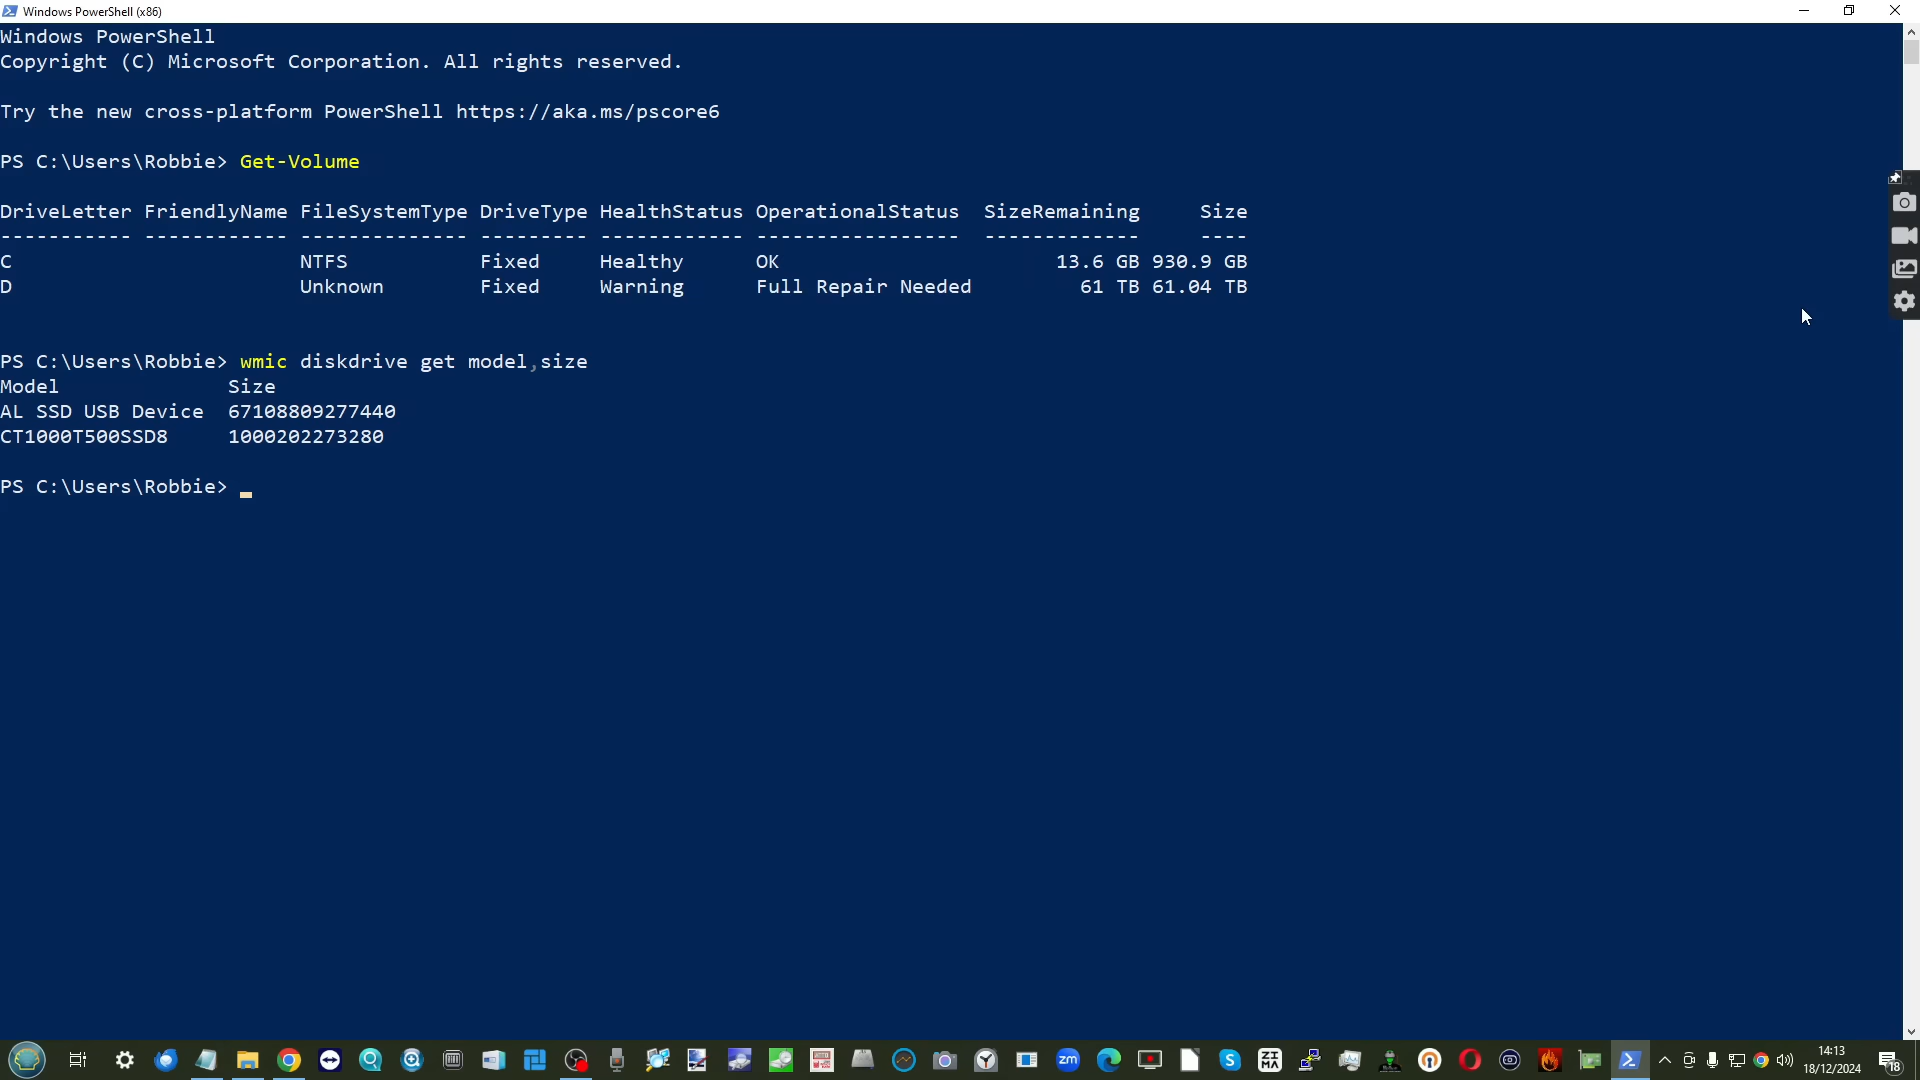 Windows PowerShell (x86)
Windows PowerShell
Copyright (C) Microsoft Corporation. All rights reserved.
Try the new cross-platform PowerShell https://aka.ms/pscore6
PS C:\Users\Robbie> Get-Volume
DriveLetter FriendlyName FileSystemType DriveType HealthStatus OperationalStatus SizeRemaining Size
----------- ------------ -------------- --------- ------------ ----------------- ------------- ----
C NTFS Fixed Healthy OK 13.6 GB 930.9 GB
D Unknown Fixed Warning Full Repair Needed 61 TB 61.04 TB
PS C:\Users\Robbie> wmic diskdrive get model,size
Model Size
AL SSD USB Device 67108809277440
CT1000T500SSD8 1000202273280
PS C:\Users\Robbie>
zm
ZI
MA
14:13
18/12/2024
18